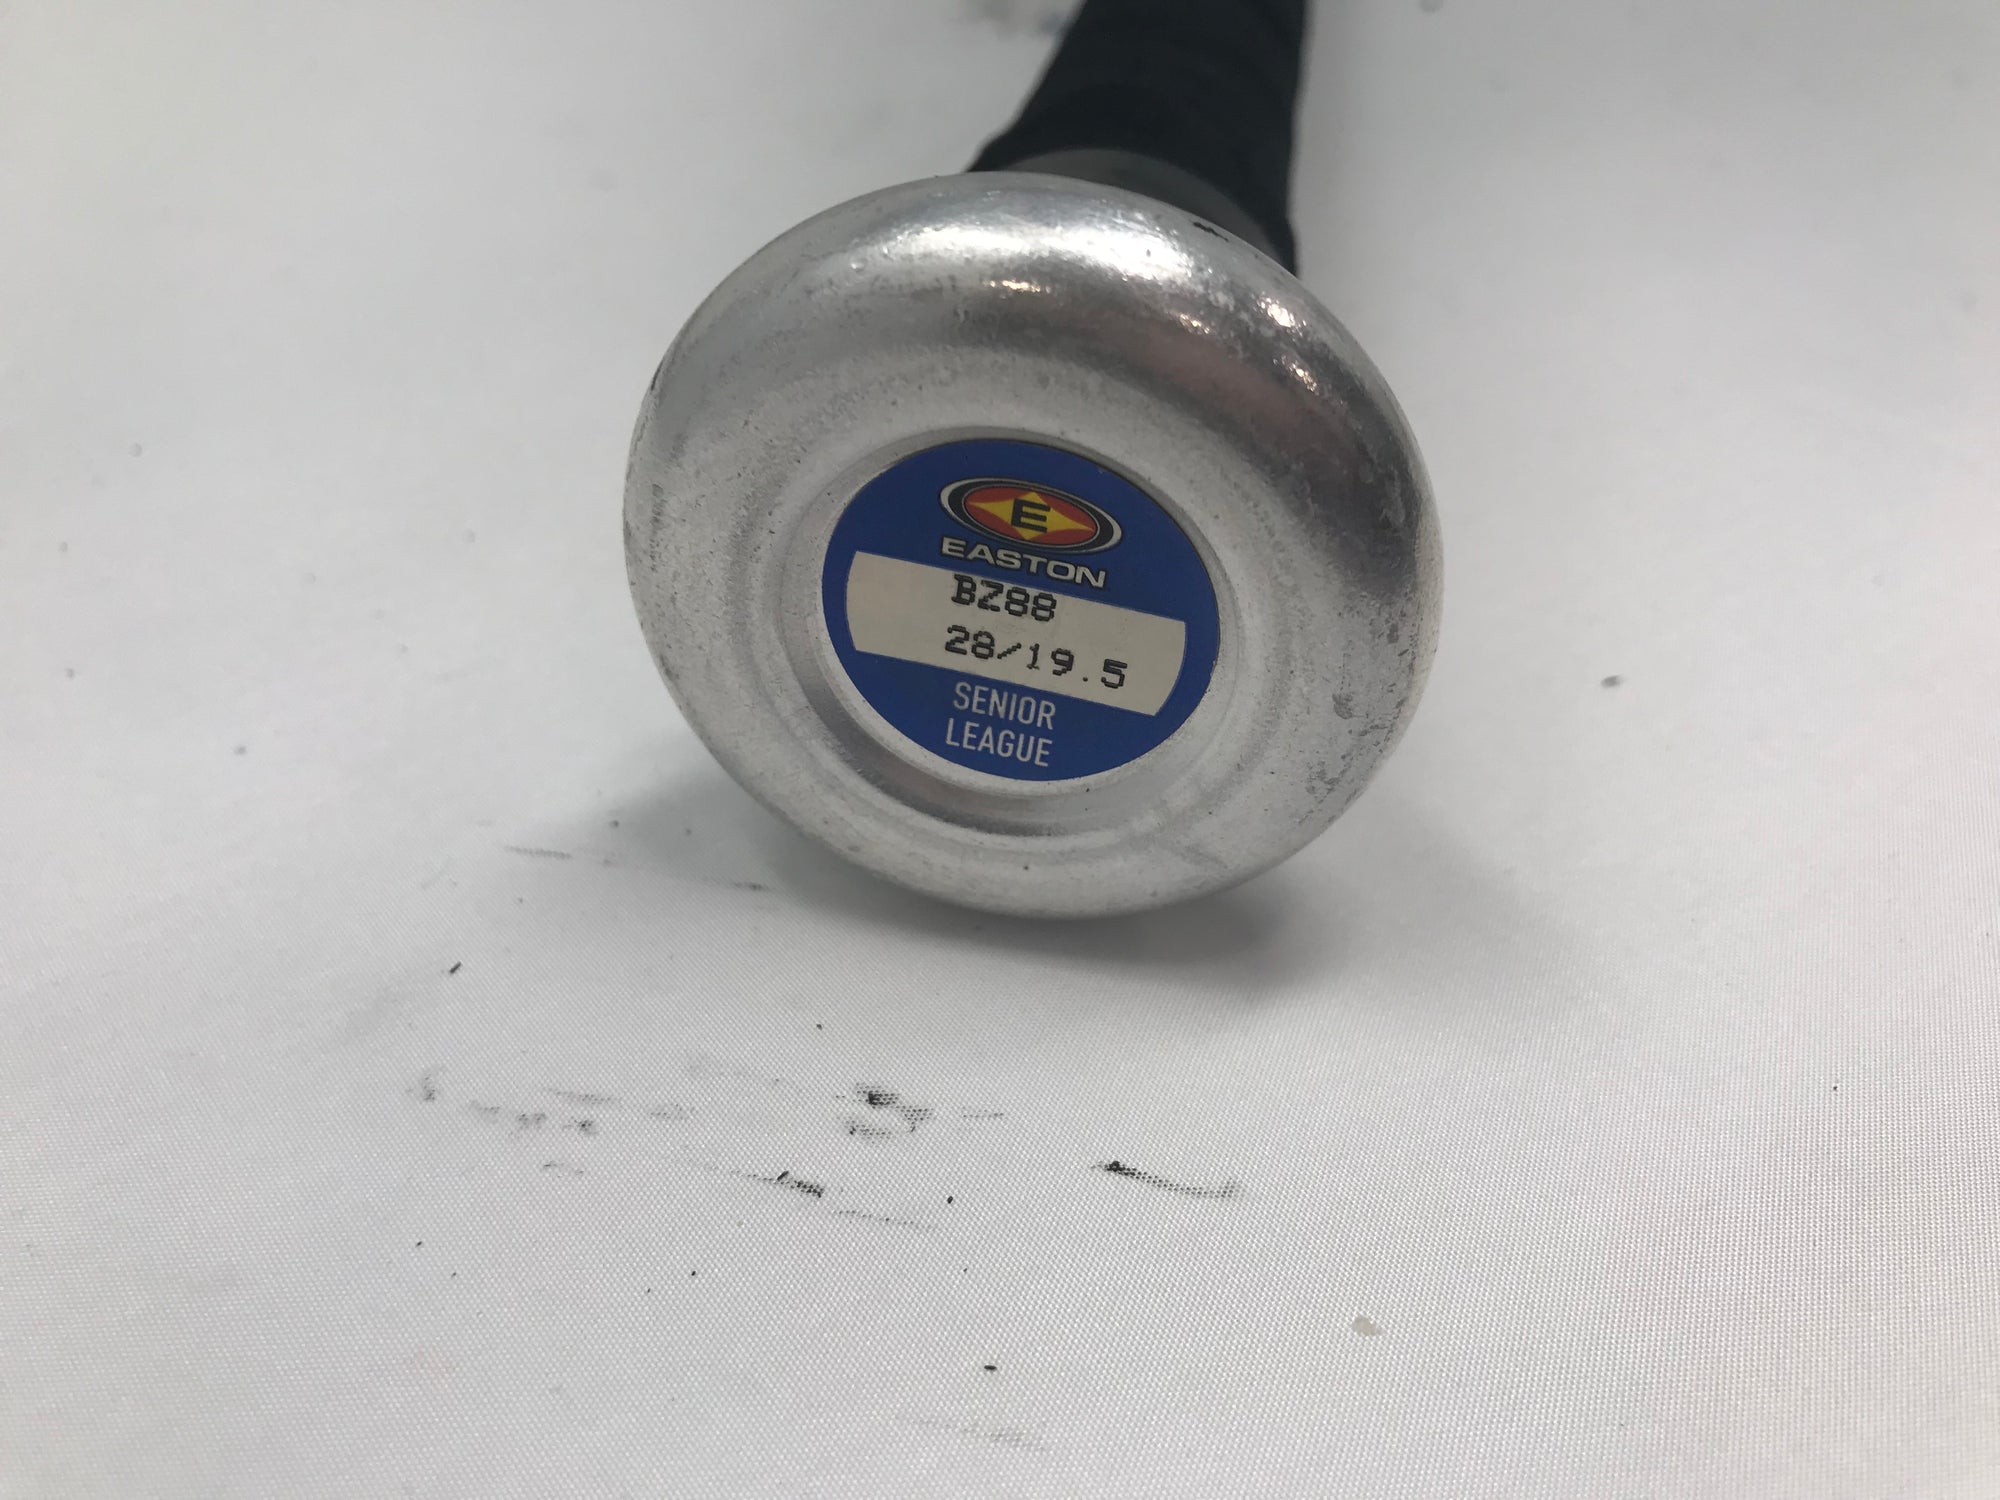 E
EASTON
BZ88
28/19.5
SENIOR
LEAGUE